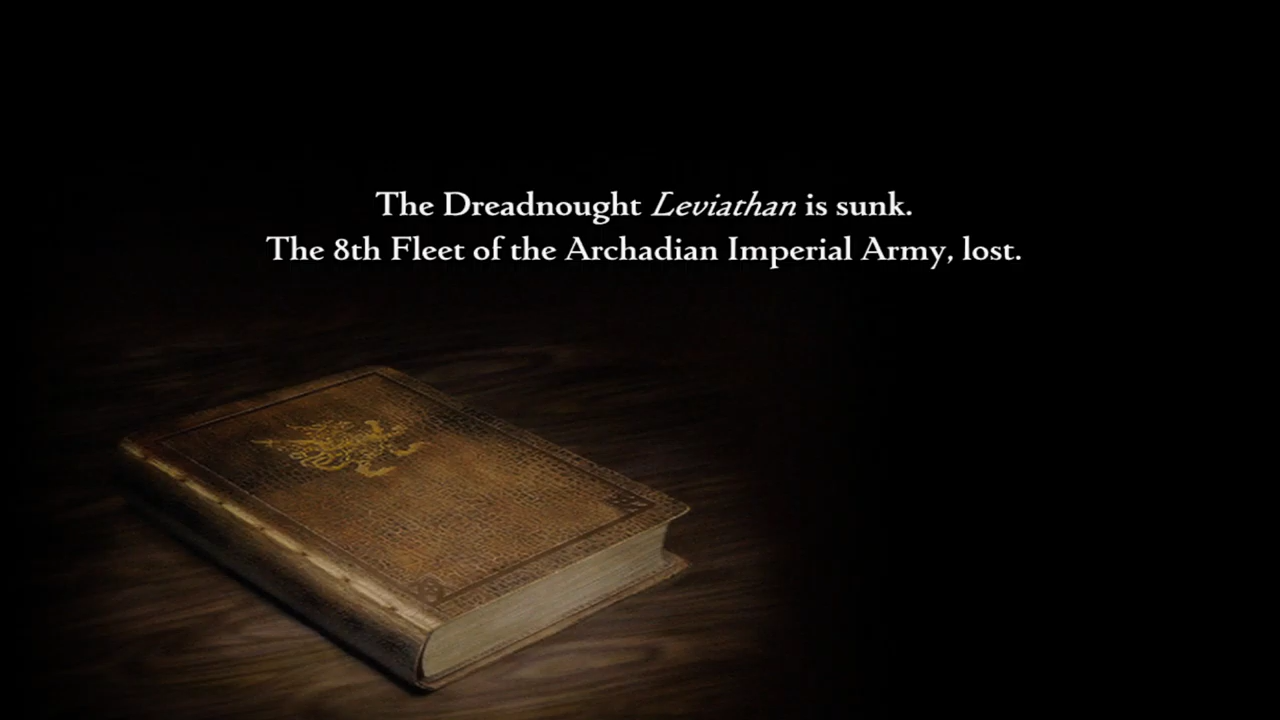 The Dreadnought Leviathan is sunk.
The 8th Fleet of the Archadian Imperial Army, lost.